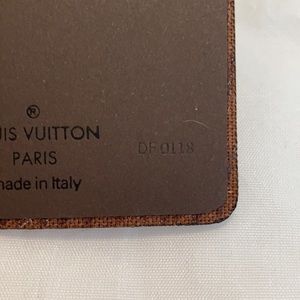 ®
UIS VUITTON
PARIS
made in Italy
DF0118